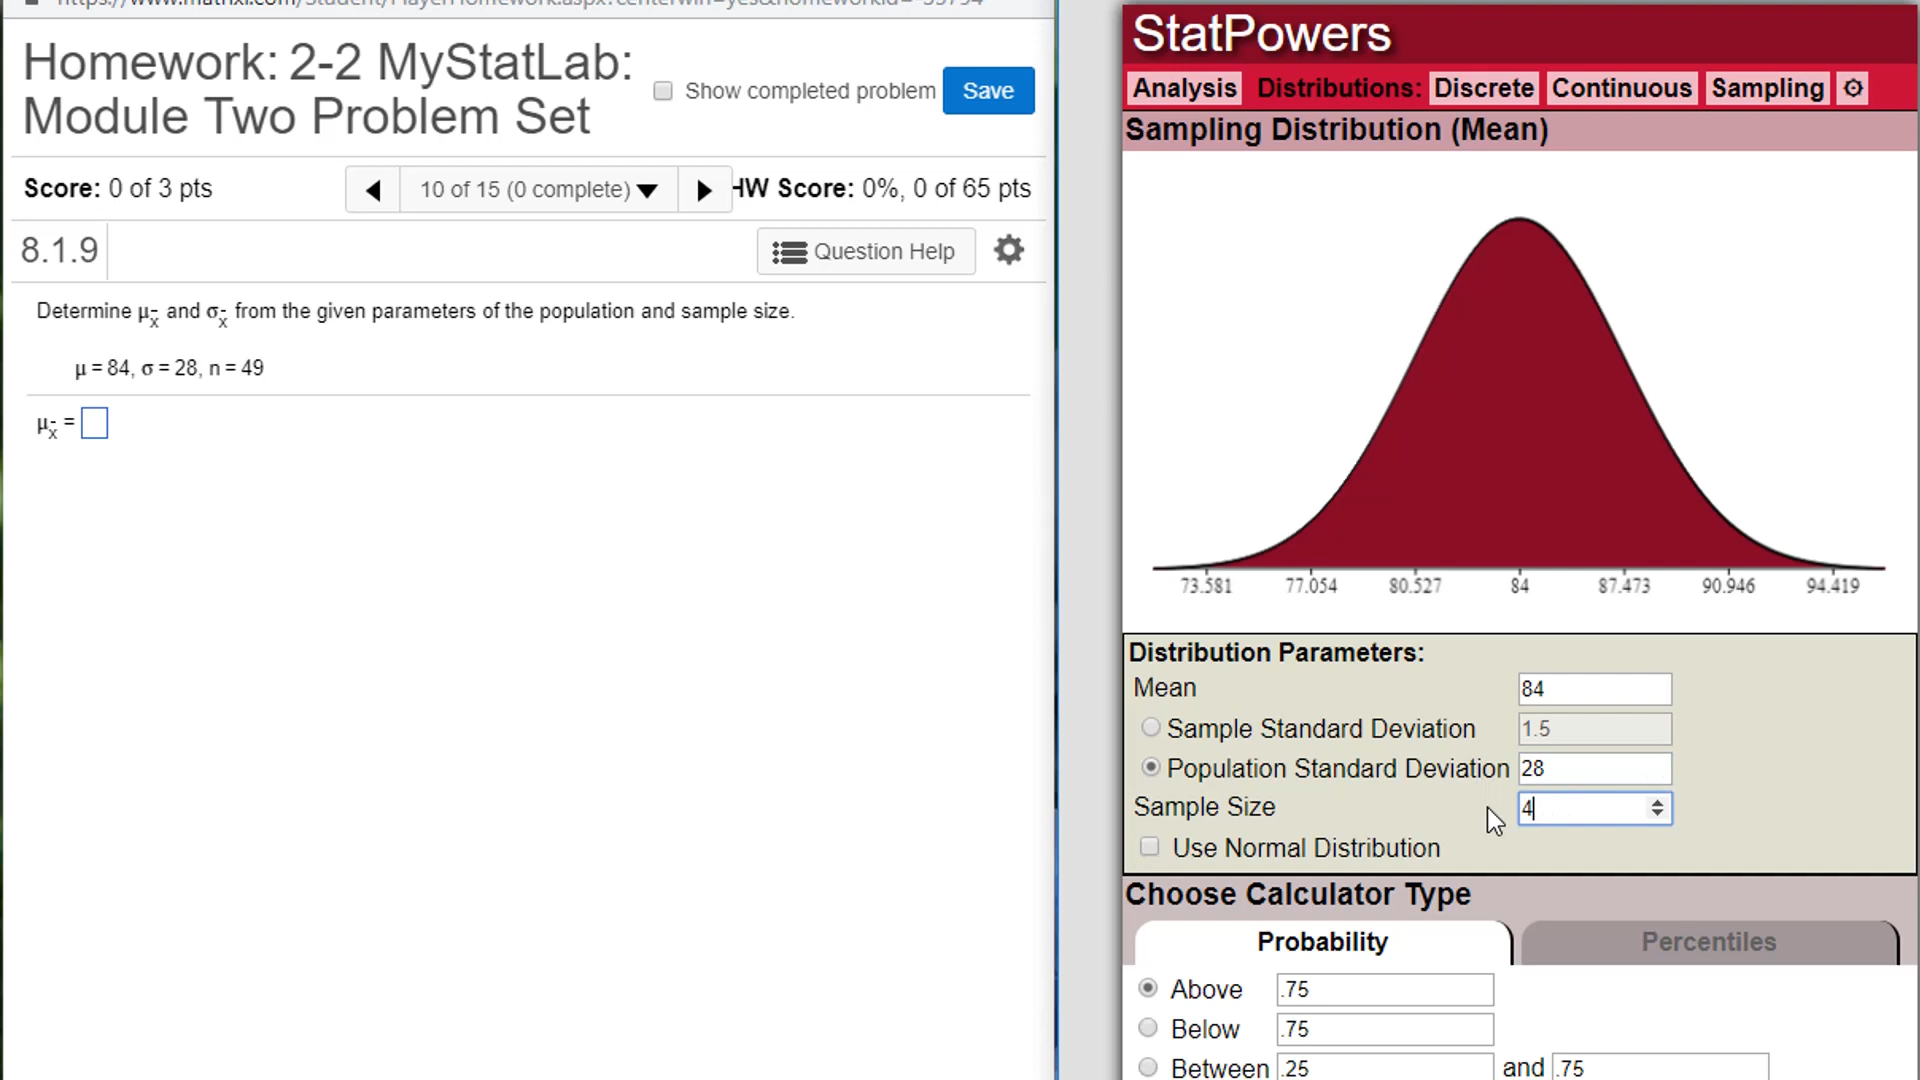 Homework: 2-2 MyStatLab:
Module Two Problem Set
Show completed problem
Save
Score: 0 of 3 pts
10 of 15 (0 complete)
HW Score: 0%, 0 of 65 pts
8.1.9
Question Help
Determine μx̄ and σx̄ from the given parameters of the population and sample size.
μ = 84, σ = 28, n = 49
μx̄ =
StatPowers
Analysis Distributions: Discrete Continuous Sampling
Sampling Distribution (Mean)
73.581 77.054 80.527 84 87.473 90.946 94.419
Distribution Parameters:
Mean 84
Sample Standard Deviation 1.5
Population Standard Deviation 28
Sample Size 4
Use Normal Distribution
Choose Calculator Type
Probability Percentiles
Above .75
Below .75
Between .25 and .75